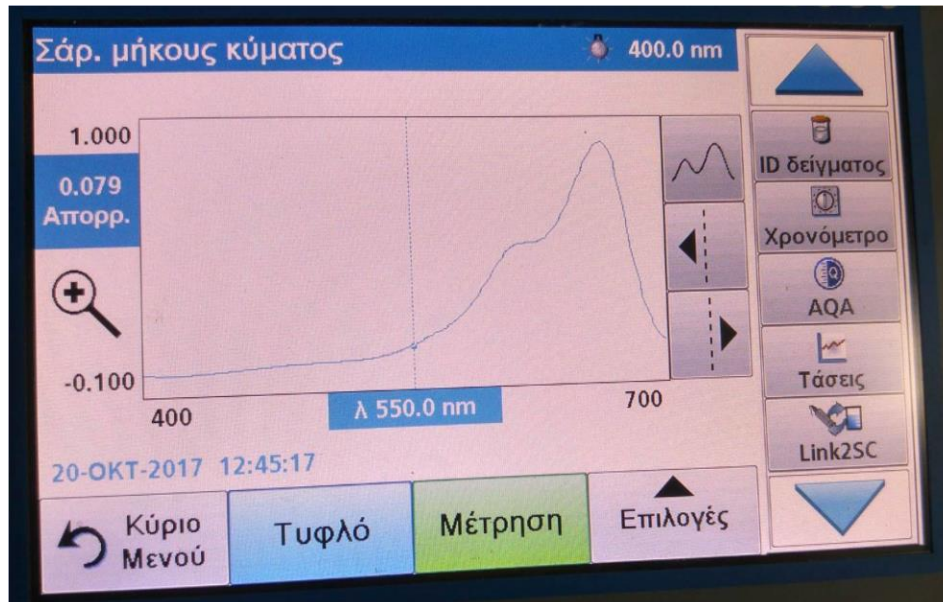 Σάρ. μήκους κύματος
400.0 nm
1.000
0.079
Απορρ.
-0.100
400
λ 550.0 nm
700
20-ΟΚΤ-2017 12:45:17
Κύριο
Μενού
Τυφλό
Μέτρηση
Επιλογές
ID δείγματος
Χρονόμετρο
AQA
Τάσεις
Link2SC